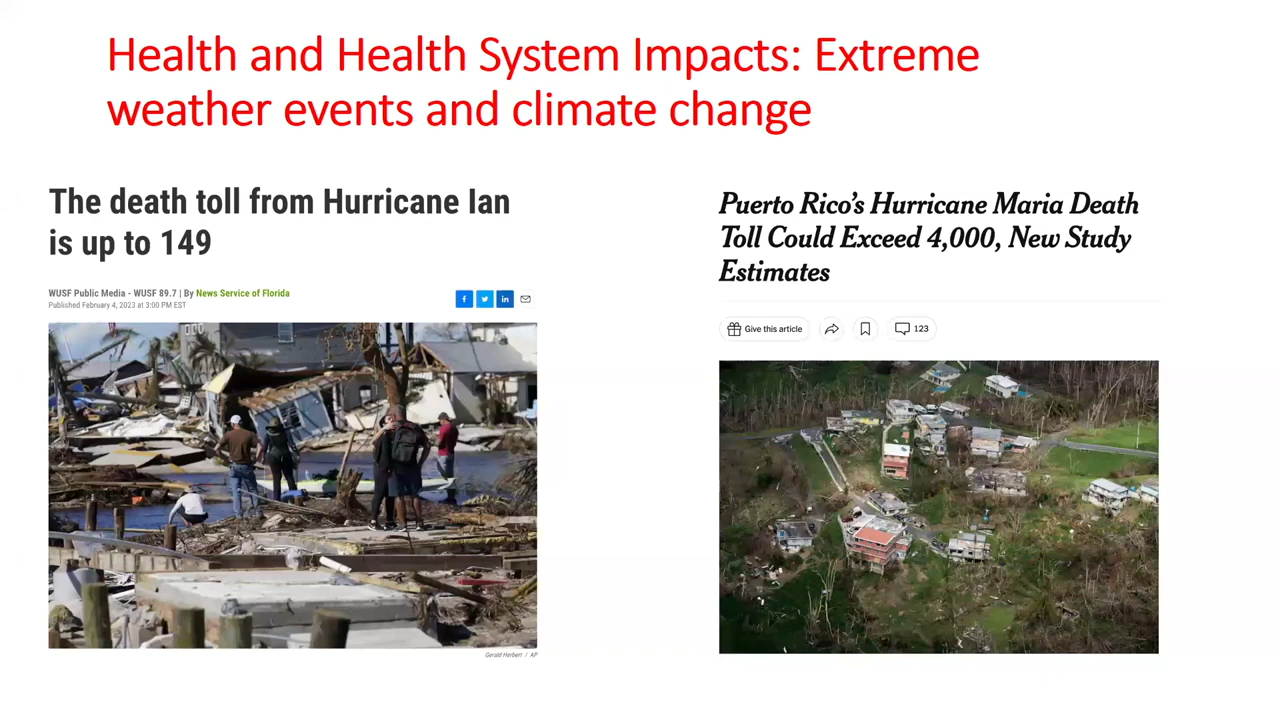 Health and Health System Impacts: Extreme
weather events and climate change
The death toll from Hurricane Ian
is up to 149
WUSF Public Media - WUSF 89.7 | By News Service of Florida
Published February 4, 2023 at 3:00 PM EST
Gerald Herbert / AP
Puerto Rico's Hurricane Maria Death
Toll Could Exceed 4,000, New Study
Estimates
Give this article
123